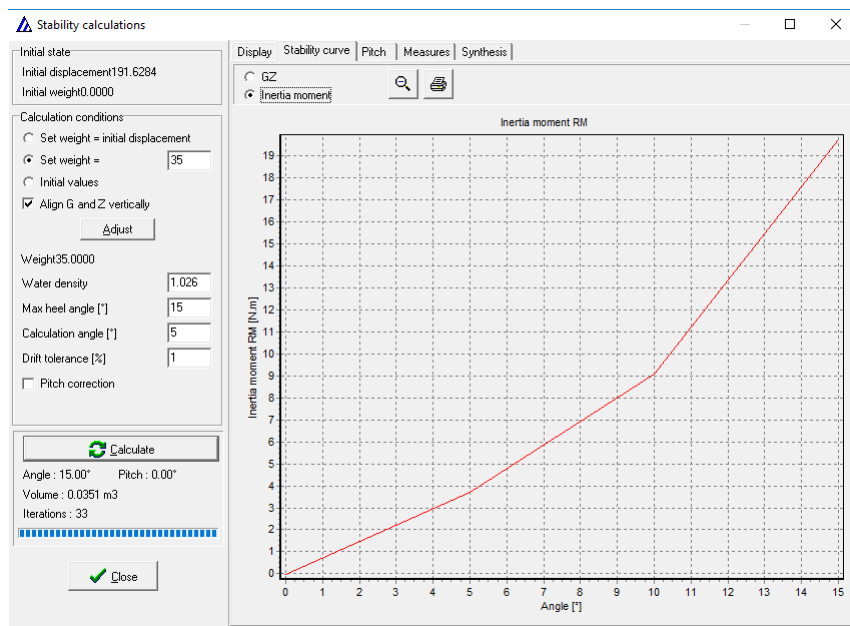 Stability calculations
Initial state
Initial displacement191.6284
Initial weight0.0000
Calculation conditions
Set weight = initial displacement
Set weight = 35
Initial values
Align G and Z vertically
Adjust
Weight35.0000
Water density 1.026
Max heel angle [°] 15
Calculation angle [°] 5
Drift tolerance [%] 1
Pitch correction
Calculate
Angle : 15.00° Pitch : 0.00°
Volume : 0.0351 m3
Iterations : 33
Close
Display Stability curve Pitch Measures Synthesis
GZ
Inertia moment
Inertia moment RM
Inertia moment RM [N.m]
19
18
17
16
15
14
13
12
11
10
9
8
7
6
5
4
3
2
1
0
0 1 2 3 4 5 6 7 8 9 10 11 12 13 14 15
Angle [°]